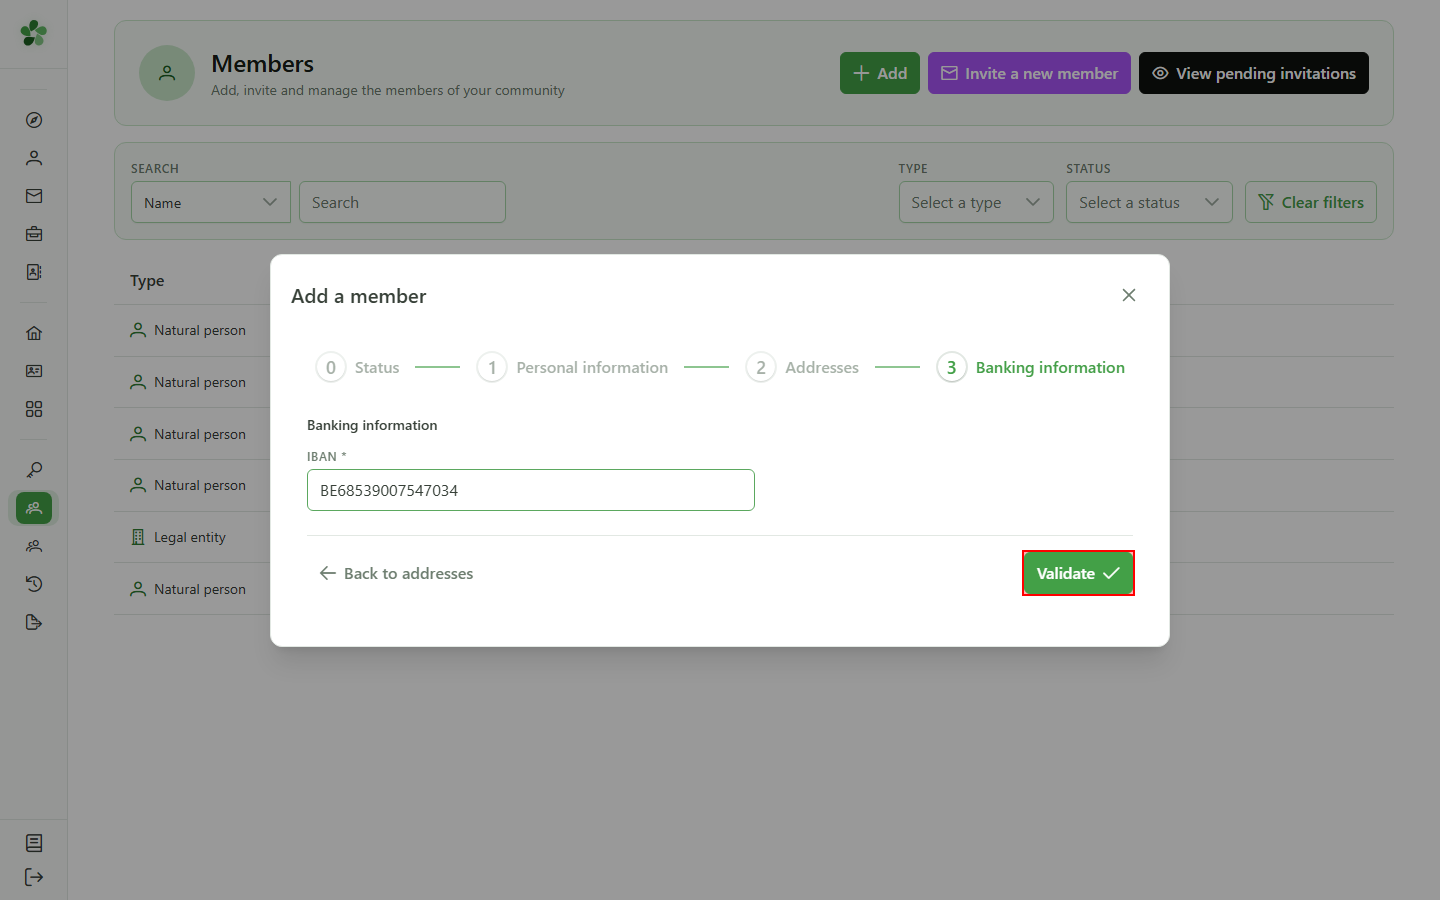 Members
Add, invite and manage the members of your community
Add
Invite a new member
View pending invitations
SEARCH
TYPE
STATUS
Name
Search
Select a type
Select a status
Clear filters
Type
Natural person
Natural person
Natural person
Natural person
Legal entity
Natural person
Add a member
0 Status
1 Personal information
2 Addresses
3 Banking information
Banking information
IBAN *
BE68539007547034
Back to addresses
Validate